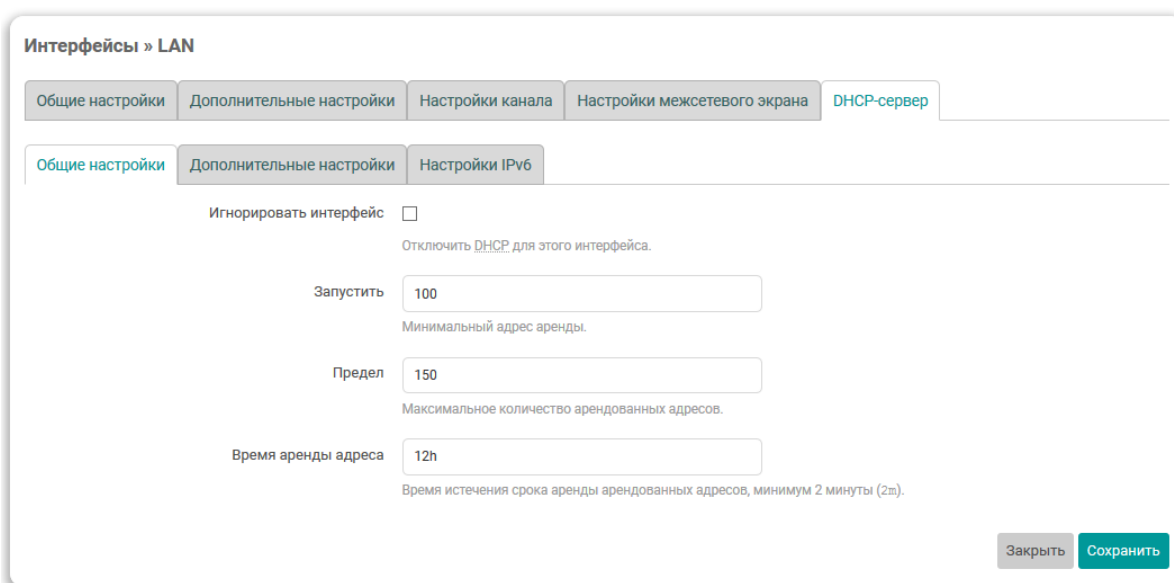 Интерфейсы » LAN
Общие настройки Дополнительные настройки Настройки канала Настройки межсетевого экрана DHCP-сервер
Общие настройки Дополнительные настройки Настройки IPv6
Игнорировать интерфейс
Отключить DHCP для этого интерфейса.
Запустить 100
Минимальный адрес аренды.
Предел 150
Максимальное количество арендованных адресов.
Время аренды адреса 12h
Время истечения срока аренды арендованных адресов, минимум 2 минуты (2m).
Закрыть Сохранить